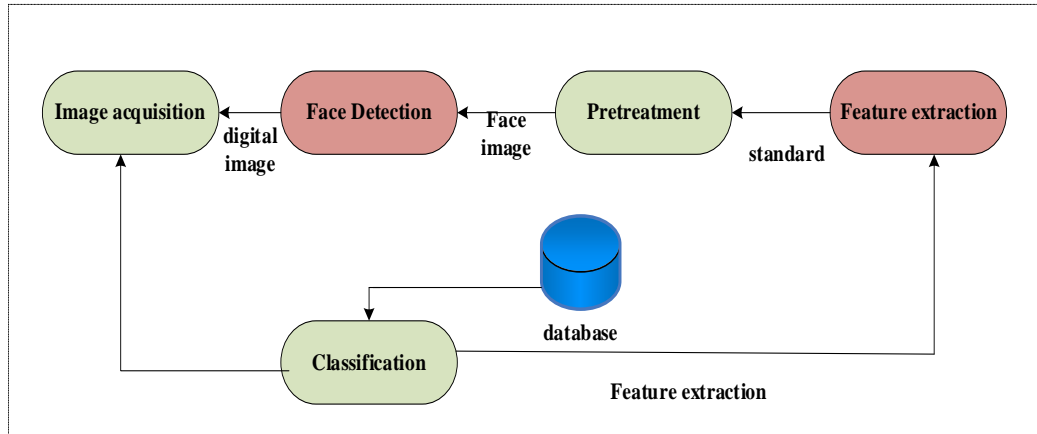 Image acquisition
Face Detection
Pretreatment
Feature extraction
digital
image
Face
image
standard
database
Classification
Feature extraction